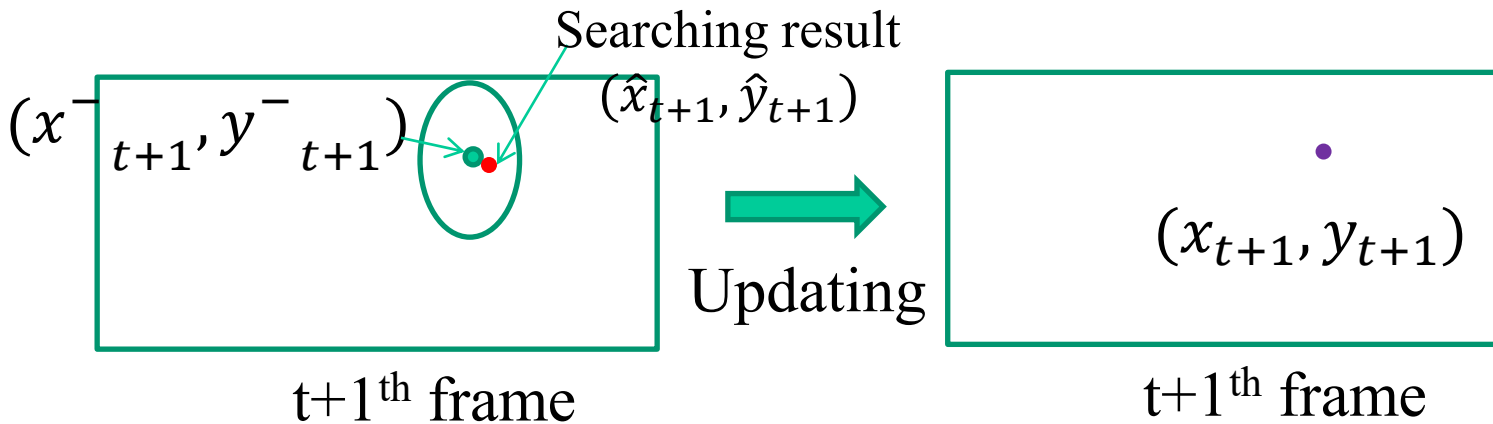 Searching result
(x̂ₜ₊₁, ŷₜ₊₁)
(x⁻ₜ₊₁, y⁻ₜ₊₁)
Updating
(xₜ₊₁, yₜ₊₁)
t+1ᵗʰ frame
t+1ᵗʰ frame